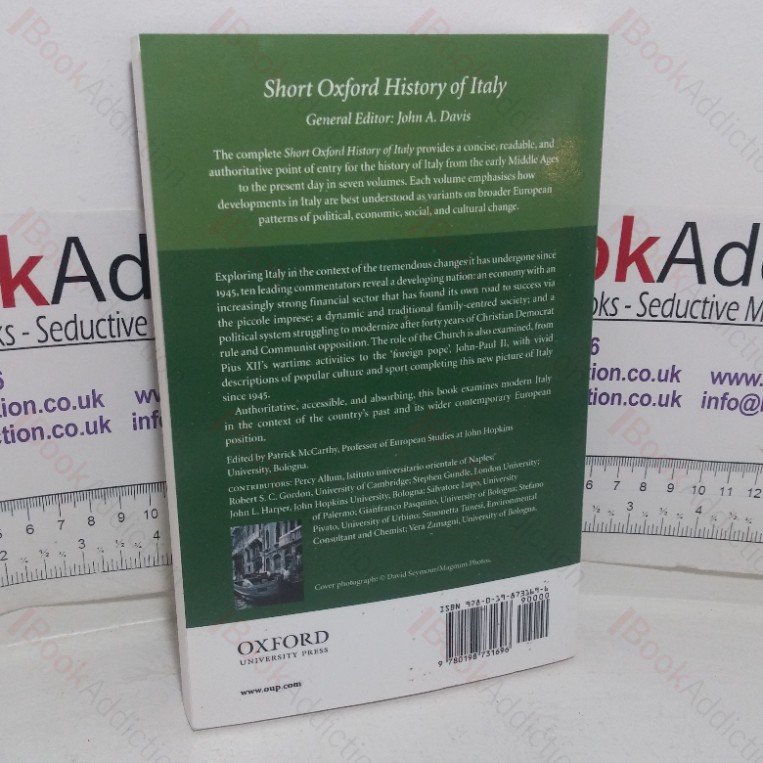 Short Oxford History of Italy
General Editor: John A. Davis
The complete Short Oxford History of Italy provides a concise, readable, and
authoritative point of entry for the history of Italy from the early Middle Ages
to the present day in seven volumes. Each volume emphasises how
developments in Italy are best understood as variants on broader European
patterns of political, economic, social, and cultural change.
Exploring Italy in the context of the tremendous changes it has undergone since
1945, ten leading commentators reveal a developing nation: an economy with an
increasingly strong financial sector that has found its own road to success via
the piccole imprese; a dynamic and traditional family-centred society; and a
political system struggling to modernize after forty years of Christian Democrat
rule and Communist opposition. The role of the Church is also examined, from
Pius XII's wartime activities to the 'foreign pope', John-Paul II, with vivid
descriptions of popular culture and sport completing this new picture of Italy
since 1945.
Authoritative, accessible, and absorbing, this book examines modern Italy
in the context of the country's past and its wider contemporary European
position.
Edited by Patrick McCarthy, Professor of European Studies at John Hopkins
University, Bologna.
CONTRIBUTORS: Percy Allum, Istituto universitario orientale of Naples;
Robert S. C. Gordon, University of Cambridge; Stephen Gundle, London University;
John L. Harper, John Hopkins University, Bologna; Salvatore Lupo, University
of Palermo; Gianfranco Pasquino, University of Bologna; Stefano
Pivato, University of Urbino; Simonetta Tunesi, Environmental
Consultant and Chemist; Vera Zamagni, University of Bologna.
Cover photograph © David Seymour/Magnum Photos.
ISBN 978-0-19-873169-6
90000
9 780198 731696
OXFORD
UNIVERSITY PRESS
www.oup.com
kAd
ks - Seductive
6
tion.co.uk
ction.co.uk
info
okAd
oks - Seductive M
6
tion.co.uk www.
ction.co.uk info@
5 6 7 8 9 10
BookAddiction